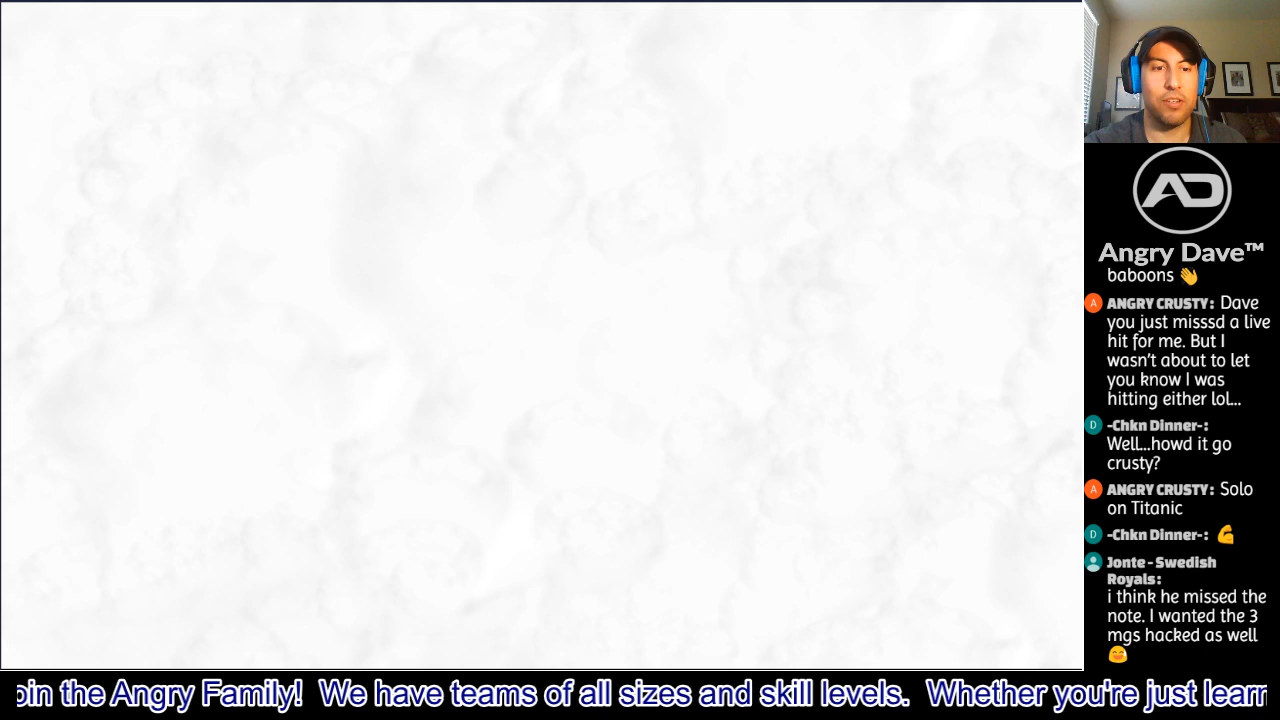 AD
Angry Dave™
baboons 👋
A ANGRY CRUSTY: Dave
you just misssd a live
hit for me. But I
wasn't about to let
you know I was
hitting either lol...
D -Chkn Dinner-:
Well...howd it go
crusty?
A ANGRY CRUSTY: Solo
on Titanic
D -Chkn Dinner-: 💪
Jonte - Swedish
Royals:
i think he missed the
note. I wanted the 3
mgs hacked as well
😁
oin the Angry Family!  We have teams of all sizes and skill levels.  Whether you're just learn